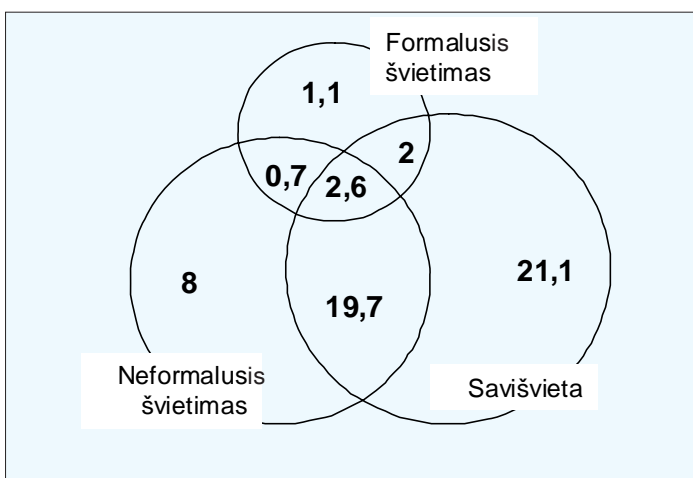 Formalusis
švietimas
1,1
2
0,7
2,6
8
21,1
19,7
Neformalusis
švietimas
Savišvieta